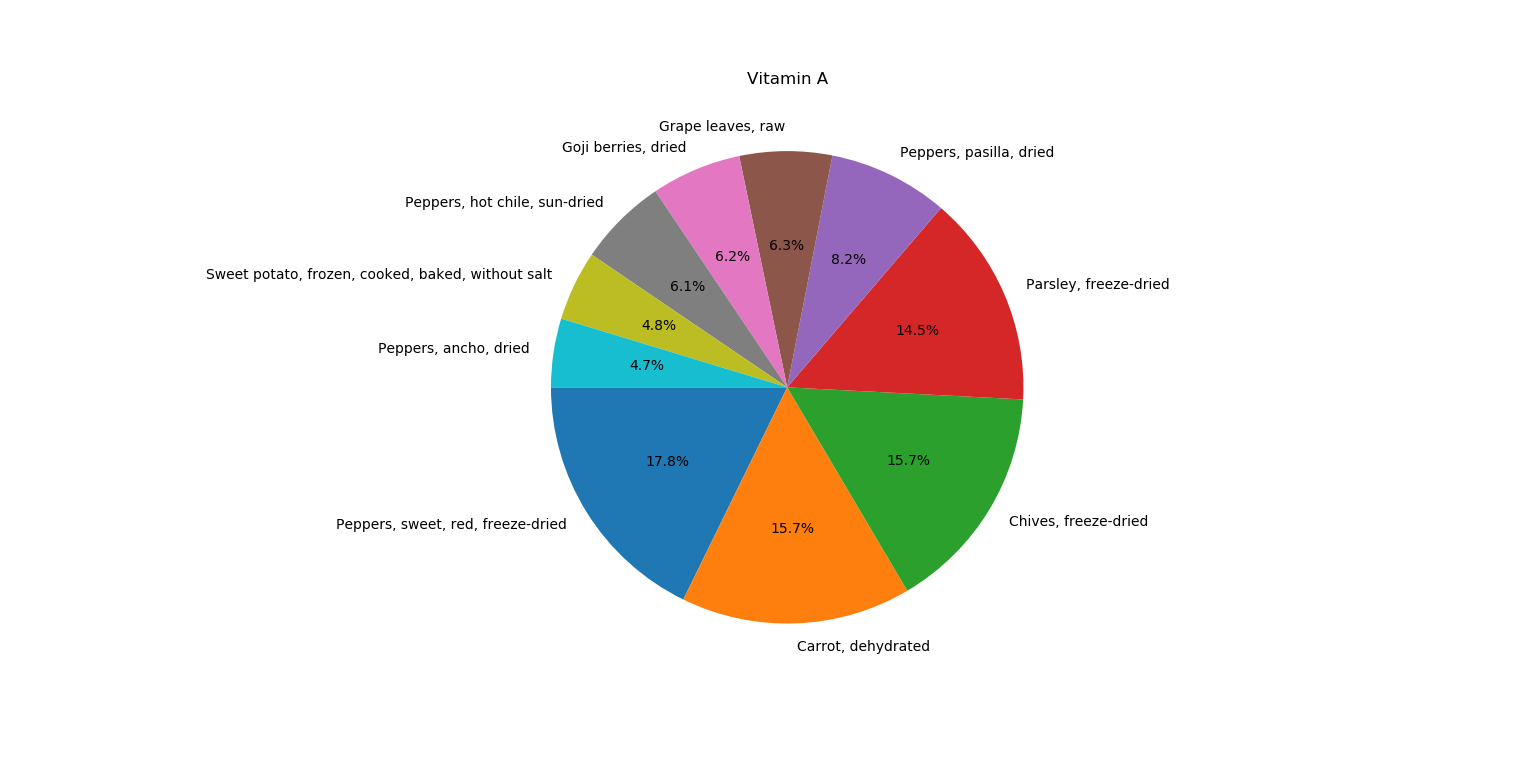 Vitamin A
Grape leaves, raw
Goji berries, dried
Peppers, pasilla, dried
Peppers, hot chile, sun-dried
Sweet potato, frozen, cooked, baked, without salt
Parsley, freeze-dried
Peppers, ancho, dried
Peppers, sweet, red, freeze-dried
Chives, freeze-dried
Carrot, dehydrated
6.3%
6.2%
8.2%
6.1%
4.8%
14.5%
4.7%
17.8%
15.7%
15.7%